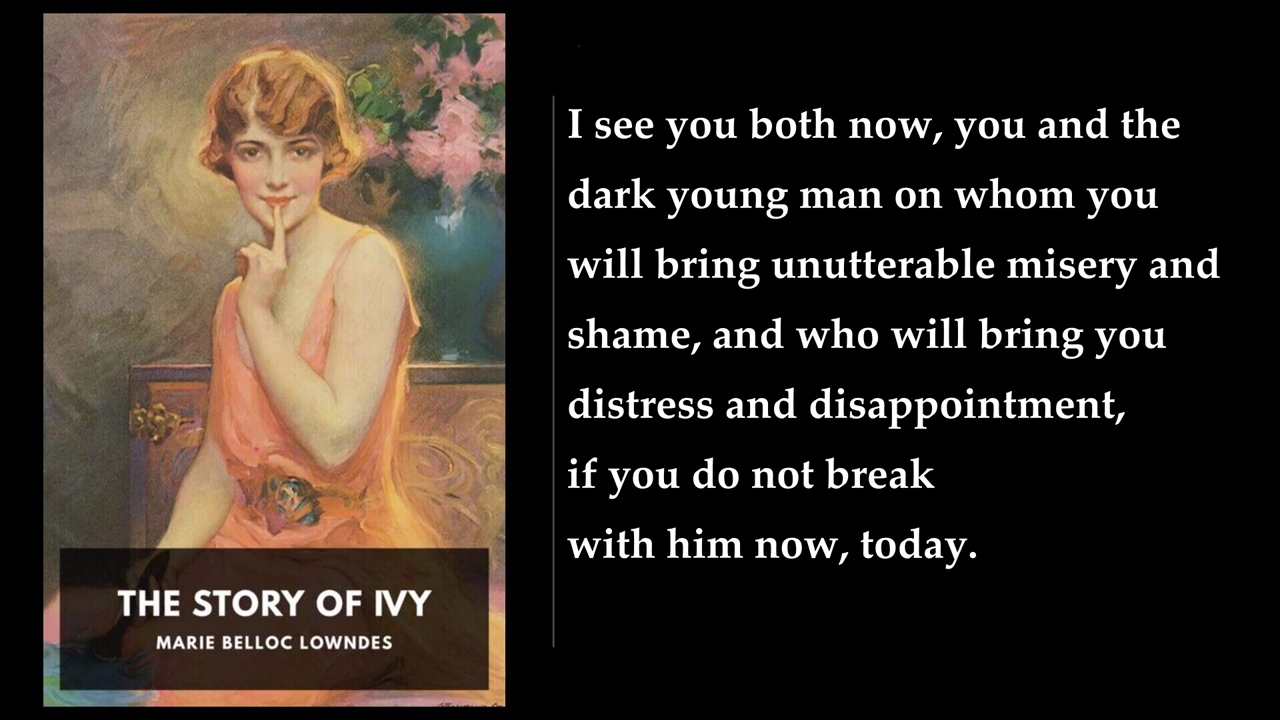 THE STORY OF IVY
MARIE BELLOC LOWNDES
I see you both now, you and the
dark young man on whom you
will bring unutterable misery and
shame, and who will bring you
distress and disappointment,
if you do not break
with him now, today.